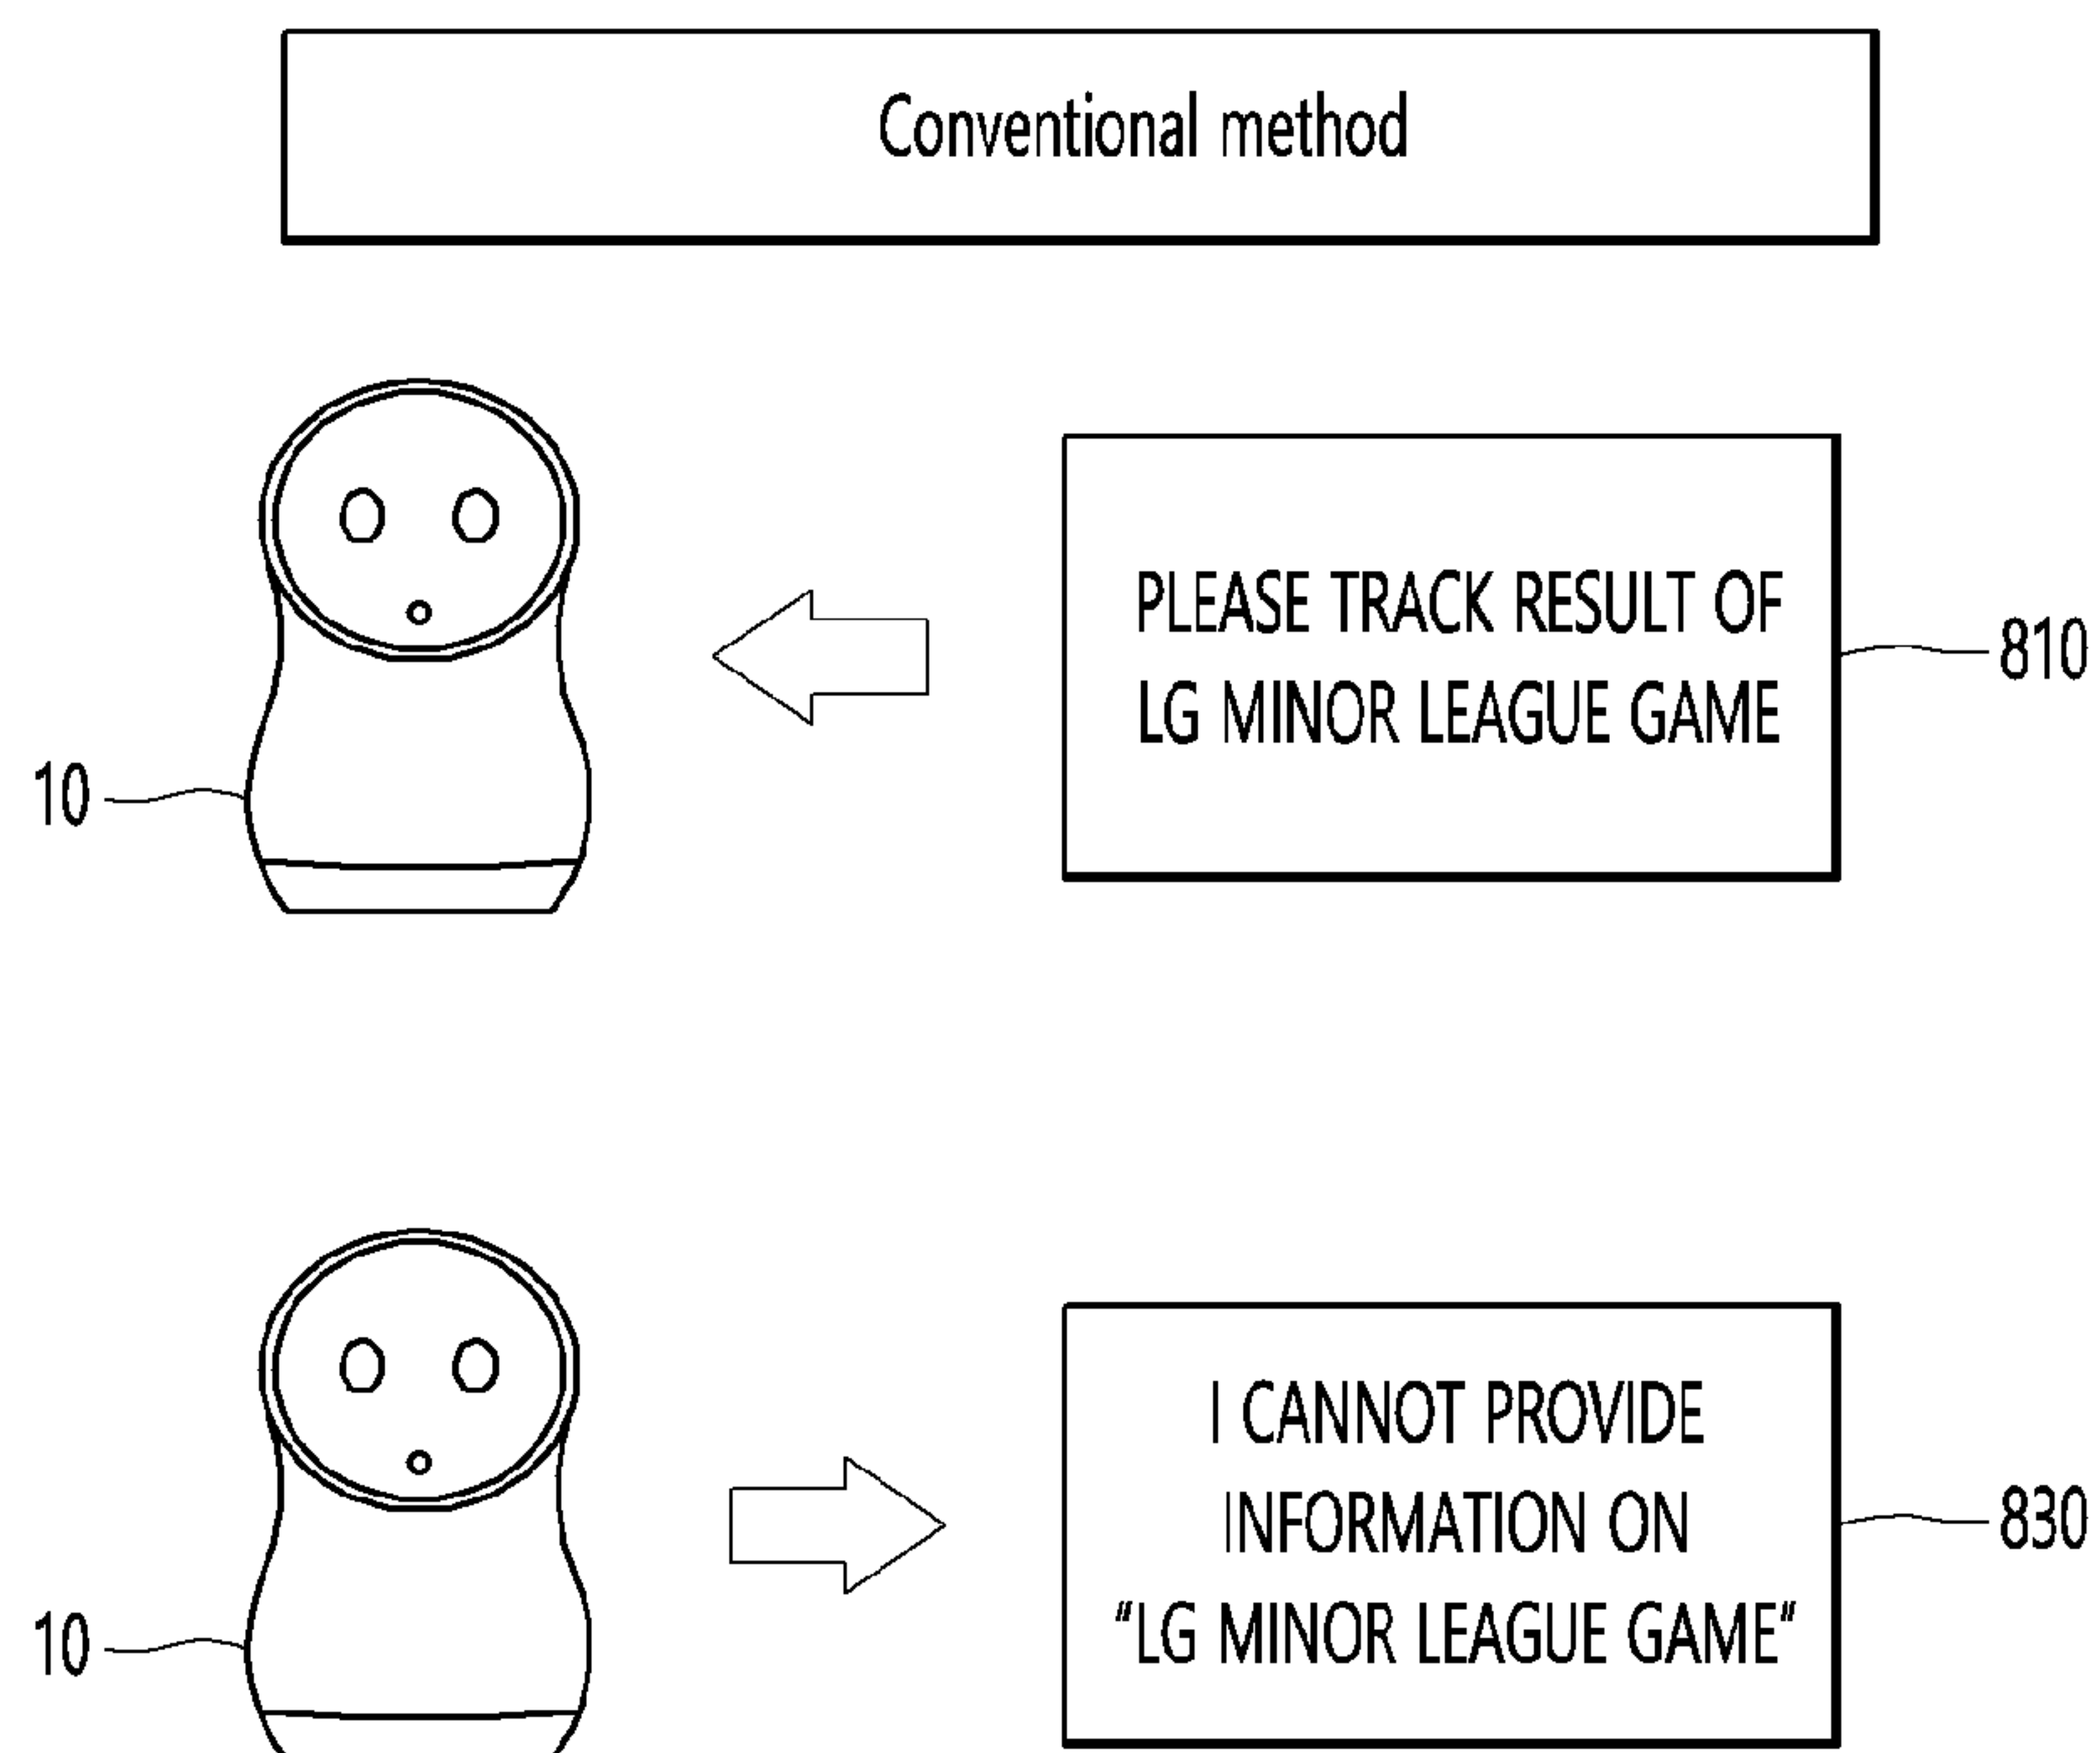 Conventional method
PLEASE TRACK RESULT OF
LG MINOR LEAGUE GAME
810
10
I CANNOT PROVIDE
INFORMATION ON
“LG MINOR LEAGUE GAME“
830
10